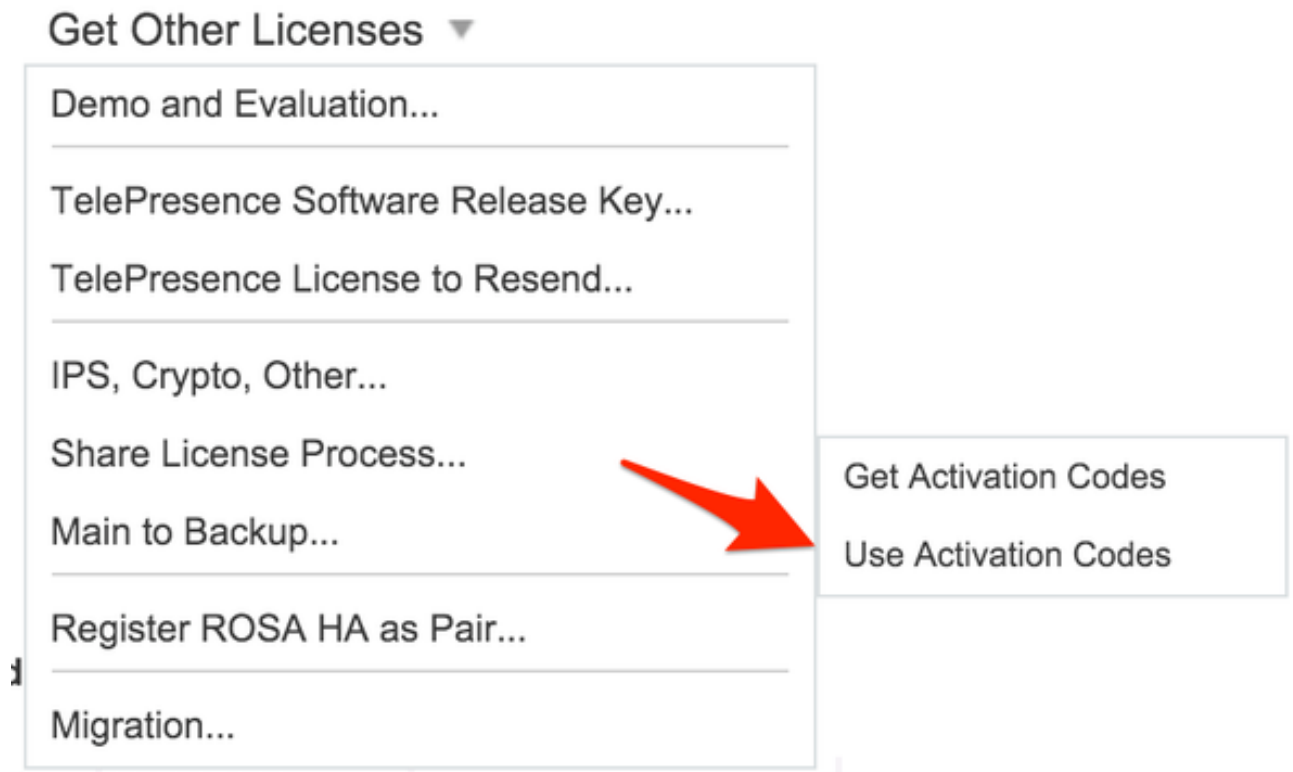 Get Other Licenses
Demo and Evaluation...
TelePresence Software Release Key...
TelePresence License to Resend...
IPS, Crypto, Other...
Share License Process...
Get Activation Codes
Main to Backup...
Use Activation Codes
Register ROSA HA as Pair...
d
Migration...